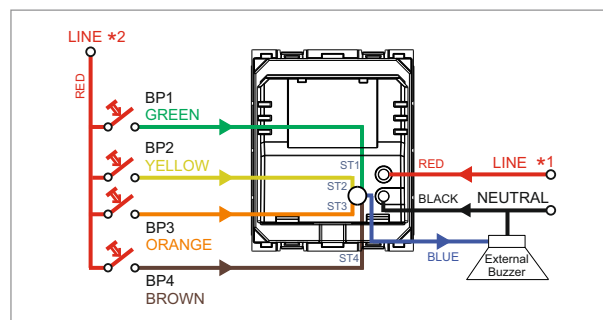 LINE *2
RED
BP1
GREEN
BP2
YELLOW
BP3
ORANGE
BP4
BROWN
ST1
ST2
ST3
ST4
RED
LINE *1
BLACK
NEUTRAL
BLUE
External
Buzzer